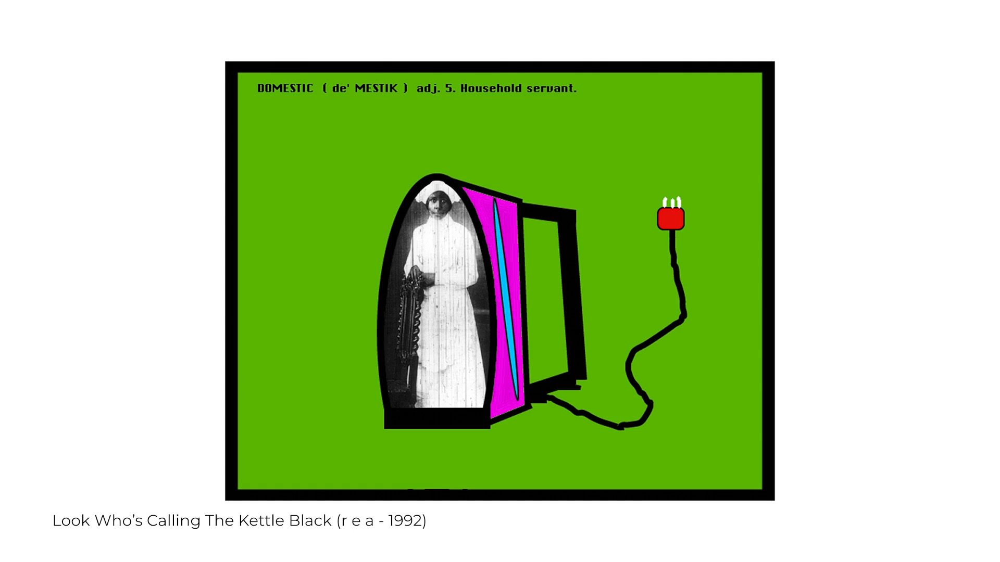 DOMESTIC ( de' MESTIK ) adj. 5. Household servant.
Look Who’s Calling The Kettle Black (r e a - 1992)